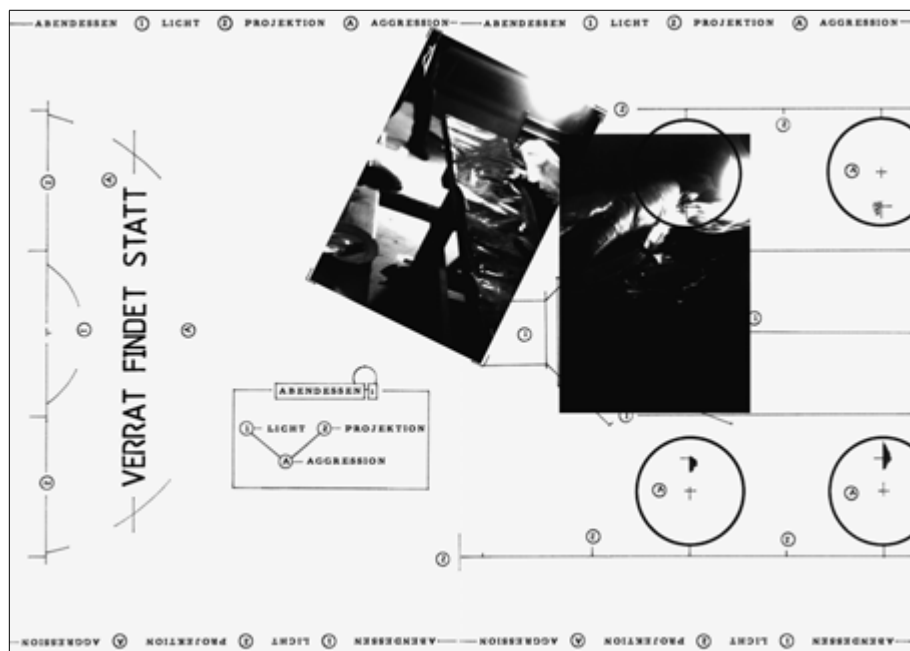 ABENDESSEN 1 LICHT 2 PROJEKTION A AGGRESSION ABENDESSEN 1 LICHT 2 PROJEKTION A AGGRESSION
VERRAT FINDET STATT
ABENDESSEN 1
1 LICHT 2 PROJEKTION
A AGGRESSION
AGGRESSION A PROJEKTION 2 LICHT 1 ABENDESSEN AGGRESSION A PROJEKTION 2 LICHT 1 ABENDESSEN